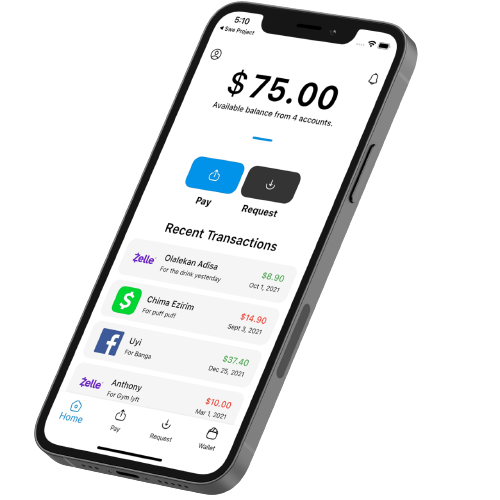 5:10
◀ Swe Project
$75.00
Available balance from 4 accounts.
Pay
Request
Recent Transactions
Zelle
Olalekan Adisa
For the drink yesterday
$8.90
Oct 1, 2021
$
Chima Ezirim
For puff puff
$14.90
Sept 3, 2021
f
Uyi
For Banga
$37.40
Dec 25, 2021
Zelle
Anthony
For Gym lyft
$10.00
Mar 1, 2021
Home
Pay
Request
Wallet